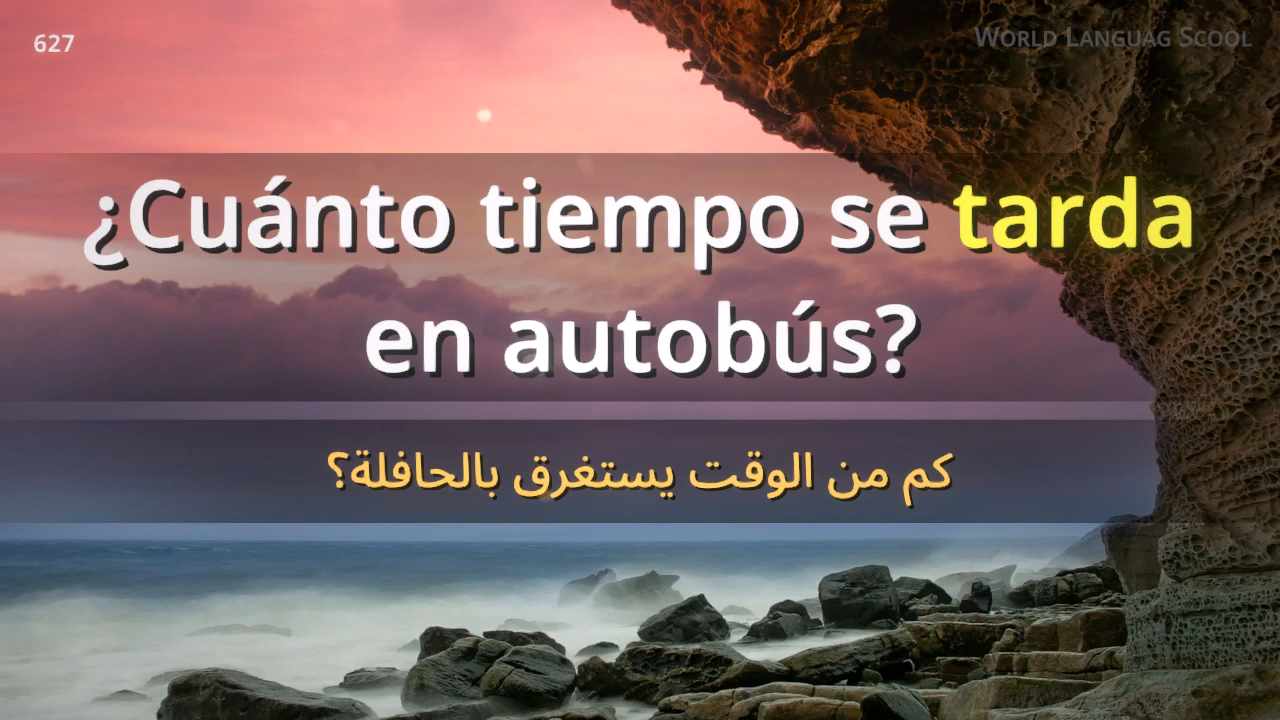 627
World Languag Scool
¿Cuánto tiempo se tarda
en autobús?
كم من الوقت يستغرق بالحافلة؟